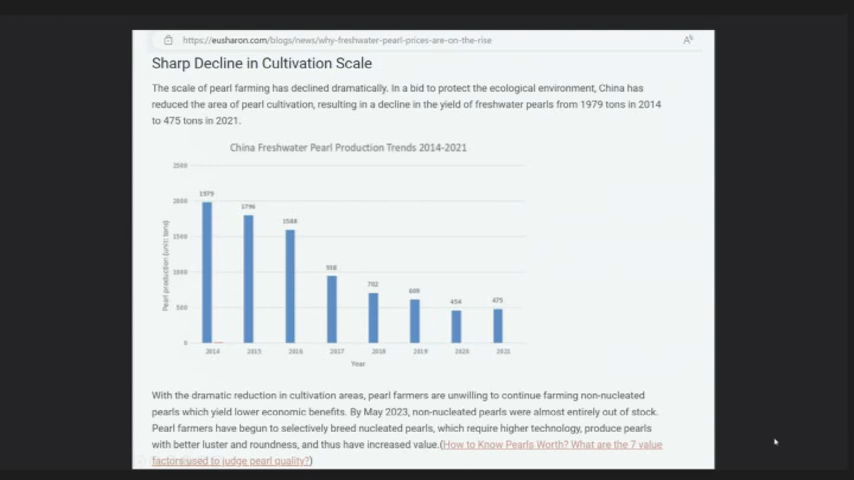 https://eusharon.com/blogs/news/why-freshwater-pearl-prices-are-on-the-rise
Sharp Decline in Cultivation Scale
The scale of pearl farming has declined dramatically. In a bid to protect the ecological environment, China has
reduced the area of pearl cultivation, resulting in a decline in the yield of freshwater pearls from 1979 tons in 2014
to 475 tons in 2021.
China Freshwater Pearl Production Trends 2014-2021
Pearl production (unit: tons)
2500
2000
1500
1000
500
0
1979
1796
1588
702
609
454
475
2014
2015
2016
2017
2018
2019
2020
2021
Year
With the dramatic reduction in cultivation areas, pearl farmers are unwilling to continue farming non-nucleated
pearls which yield lower economic benefits. By May 2023, non-nucleated pearls were almost entirely out of stock.
Pearl farmers have begun to selectively breed nucleated pearls, which require higher technology, produce pearls
with better luster and roundness, and thus have increased value.(How to Know Pearls Worth? What are the 7 value
factors used to judge pearl quality?)